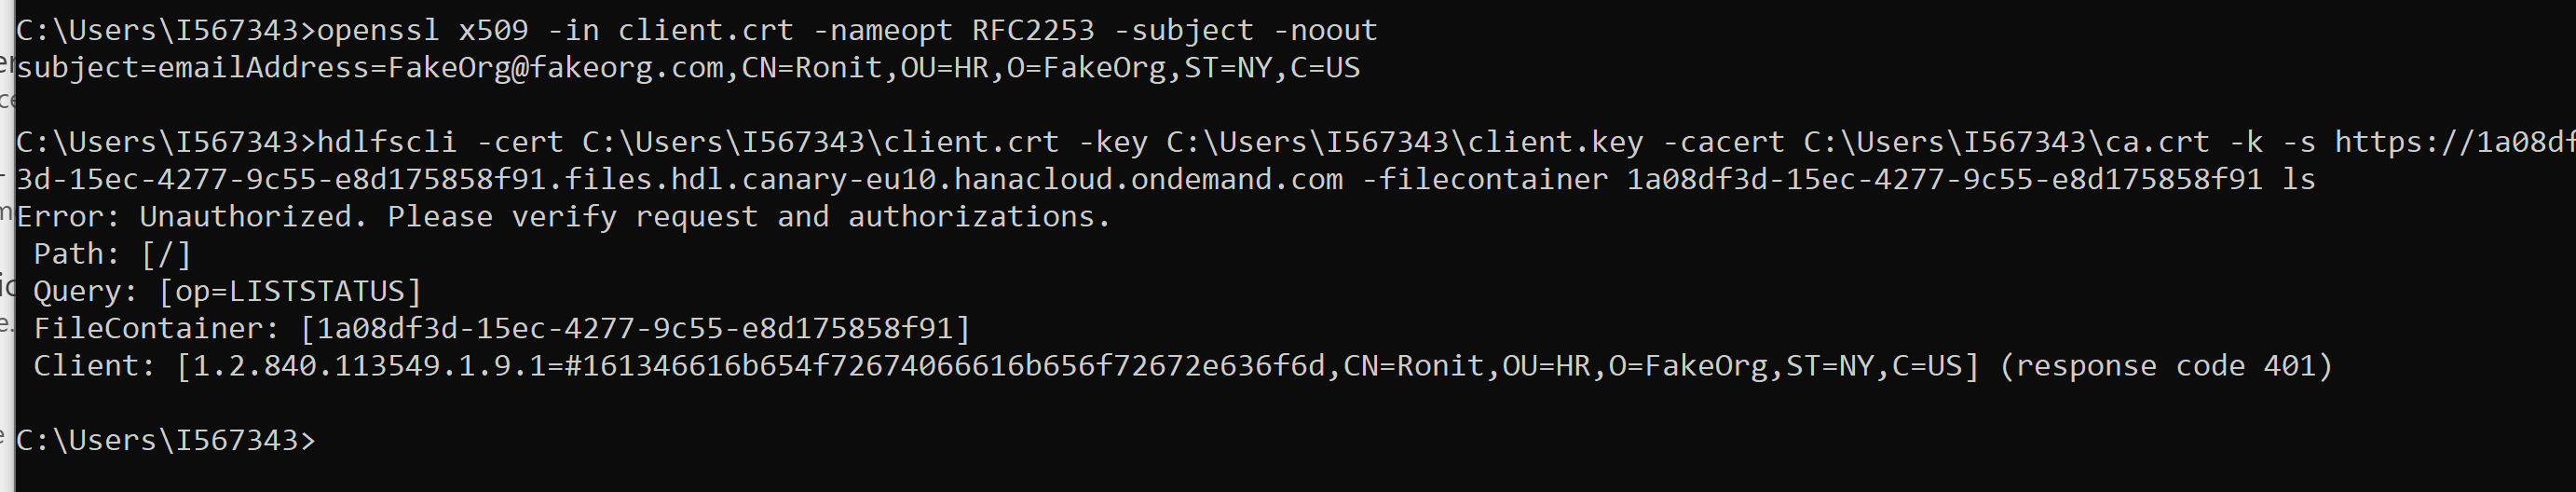 C:\Users\I567343>openssl x509 -in client.crt -nameopt RFC2253 -subject -noout
subject=emailAddress=FakeOrg@fakeorg.com,CN=Ronit,OU=HR,O=FakeOrg,ST=NY,C=US
C:\Users\I567343>hdlfscli -cert C:\Users\I567343\client.crt -key C:\Users\I567343\client.key -cacert C:\Users\I567343\ca.crt -k -s https://1a08df
3d-15ec-4277-9c55-e8d175858f91.files.hdl.canary-eu10.hanacloud.ondemand.com -filecontainer 1a08df3d-15ec-4277-9c55-e8d175858f91 ls
Error: Unauthorized. Please verify request and authorizations.
Path: [/]
Query: [op=LISTSTATUS]
FileContainer: [1a08df3d-15ec-4277-9c55-e8d175858f91]
Client: [1.2.840.113549.1.9.1=#161346616b654f72674066616b656f72672e636f6d,CN=Ronit,OU=HR,O=FakeOrg,ST=NY,C=US] (response code 401)
C:\Users\I567343>